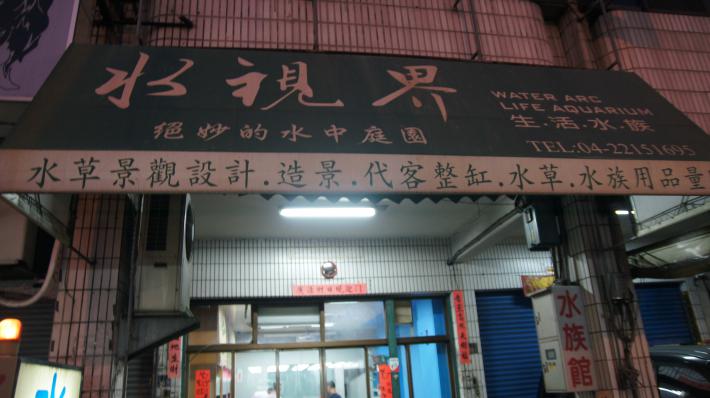 水視界
WATER ARC
LIFE AQUARIUM
生.活.水.族
絕妙的水中庭園
TEL:04-22151695
水草景觀設計.造景.代客整缸.水草.水族用品量
水族館
水